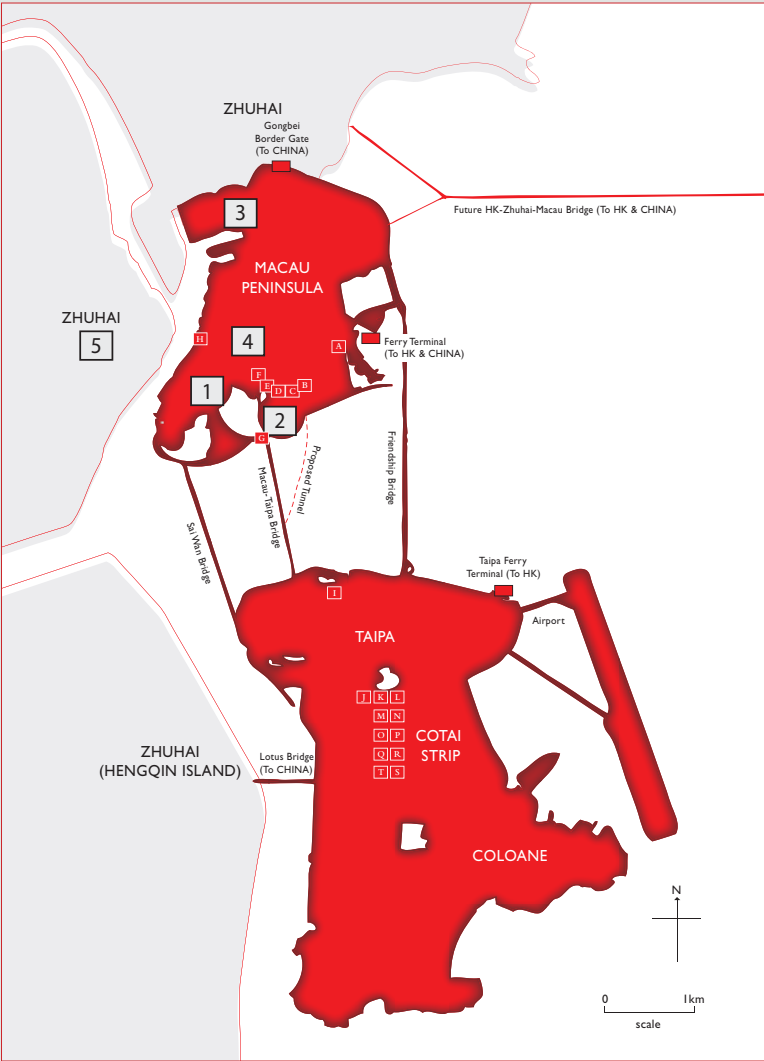 ZHUHAI
Gongbei
Border Gate
(To CHINA)
3
Future HK-Zhuhai-Macau Bridge (To HK & CHINA)
MACAU
PENINSULA
ZHUHAI
5
H
4
A
Ferry Terminal
(To HK & CHINA)
F
E
D
C
B
1
2
G
Proposed Tunnel
Friendship Bridge
Macau-Taipa Bridge
Sai Wan Bridge
Taipa Ferry
Terminal (To HK)
I
Airport
TAIPA
J K L
M N
O P
Q R
T S
COTAI
STRIP
ZHUHAI
(HENGQIN ISLAND)
Lotus Bridge
(To CHINA)
COLOANE
N
0 1km
scale